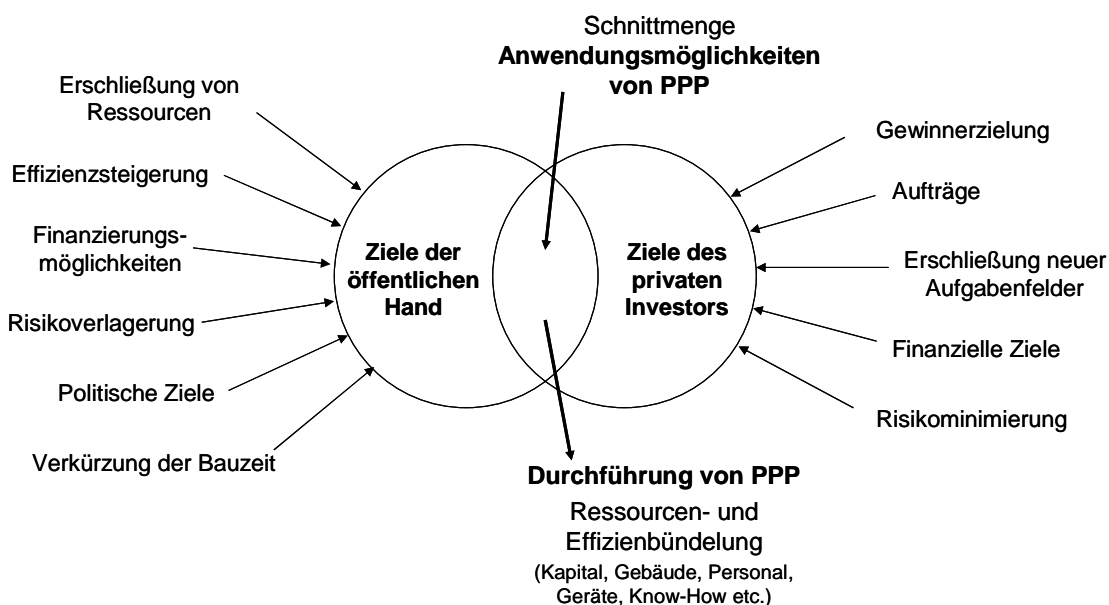 Schnittmenge
Anwendungsmöglichkeiten
von PPP
Erschließung von
Ressourcen
Effizienzsteigerung
Finanzierungs-
möglichkeiten
Risikoverlagerung
Politische Ziele
Verkürzung der Bauzeit
Ziele der
öffentlichen
Hand
Ziele des
privaten
Investors
Gewinnerzielung
Aufträge
Erschließung neuer
Aufgabenfelder
Finanzielle Ziele
Risikominimierung
Durchführung von PPP
Ressourcen- und
Effizienbündelung
(Kapital, Gebäude, Personal,
Geräte, Know-How etc.)